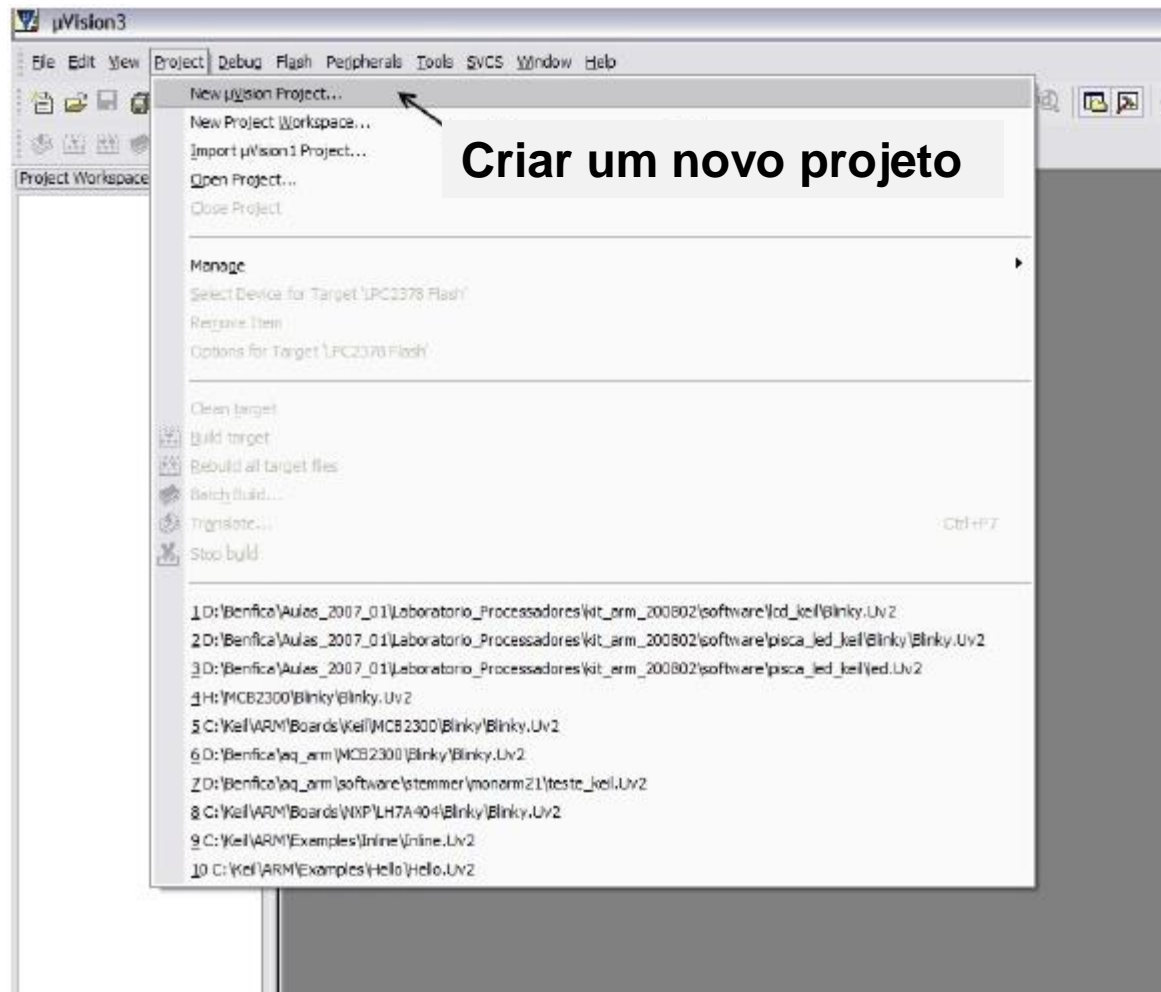 µVision3
File Edit View Project Debug Flash Peripherals Tools SVCS Window Help
New µVision Project...
New Project Workspace...
Import µVision1 Project...
Open Project...
Close Project
Criar um novo projeto
Project Workspace
Manage
Select Device for Target 'LPC2378 Flash'
Remove Item
Options for Target 'LPC2378 Flash'
Clean target
Build target
Rebuild all target files
Batch Build...
Translate... Ctrl+F7
Stop build
1 D:\Benfica\Aulas_2007_01\Laboratorio_Processadores\kit_arm_200802\software\lcd_keil\Blinky.Uv2
2 D:\Benfica\Aulas_2007_01\Laboratorio_Processadores\kit_arm_200802\software\pisca_led_keil\Blinky\Blinky.Uv2
3 D:\Benfica\Aulas_2007_01\Laboratorio_Processadores\kit_arm_200802\software\pisca_led_keil\led.Uv2
4 H:\MCB2300\Blinky\Blinky.Uv2
5 C:\Keil\ARM\Boards\Keil\MCB2300\Blinky\Blinky.Uv2
6 D:\Benfica\aq_arm\MCB2300\Blinky\Blinky.Uv2
7 D:\Benfica\aq_arm\software\stemmer\monarm21\teste_keil.Uv2
8 C:\Keil\ARM\Boards\NXP\LH7A404\Blinky\Blinky.Uv2
9 C:\Keil\ARM\Examples\Inline\Inline.Uv2
10 C:\Keil\ARM\Examples\Hello\Hello.Uv2